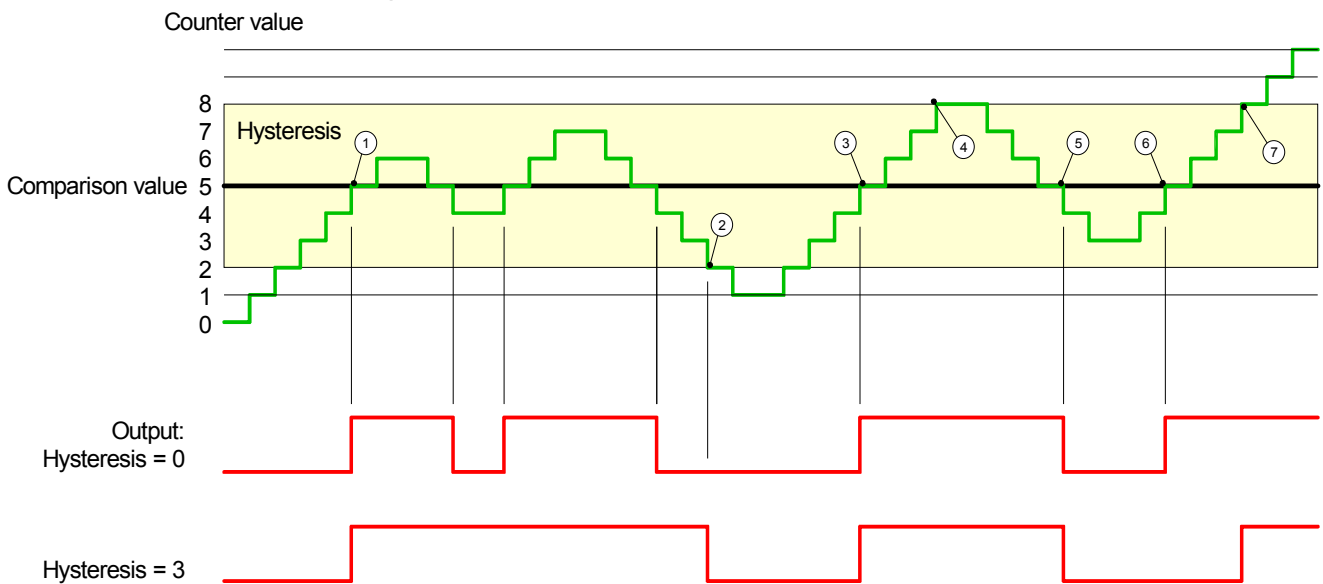 Counter value
8
7
6
Comparison value 5
4
3
2
1
0
Hysteresis
1
2
3
4
5
6
7
Output:
Hysteresis = 0
Hysteresis = 3